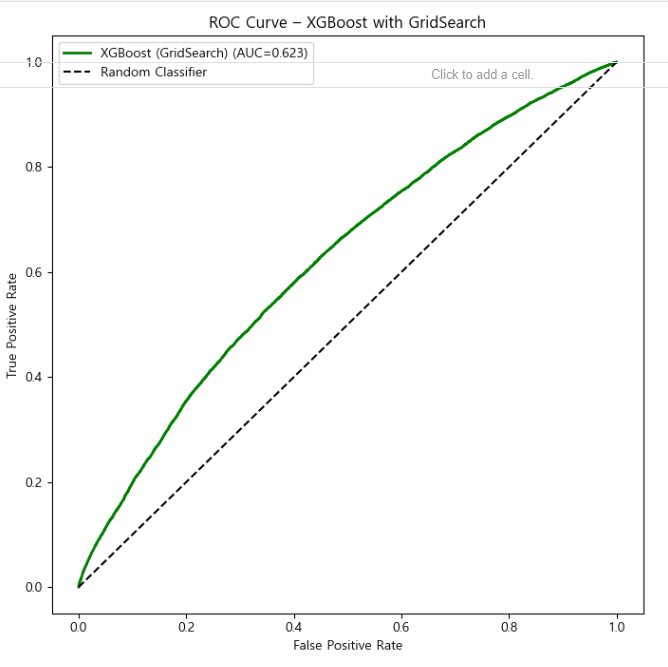 ROC Curve – XGBoost with GridSearch
XGBoost (GridSearch) (AUC=0.623)
Random Classifier
Click to add a cell.
1.0
0.8
0.6
0.4
0.2
0.0
True Positive Rate
0.0 0.2 0.4 0.6 0.8 1.0
False Positive Rate